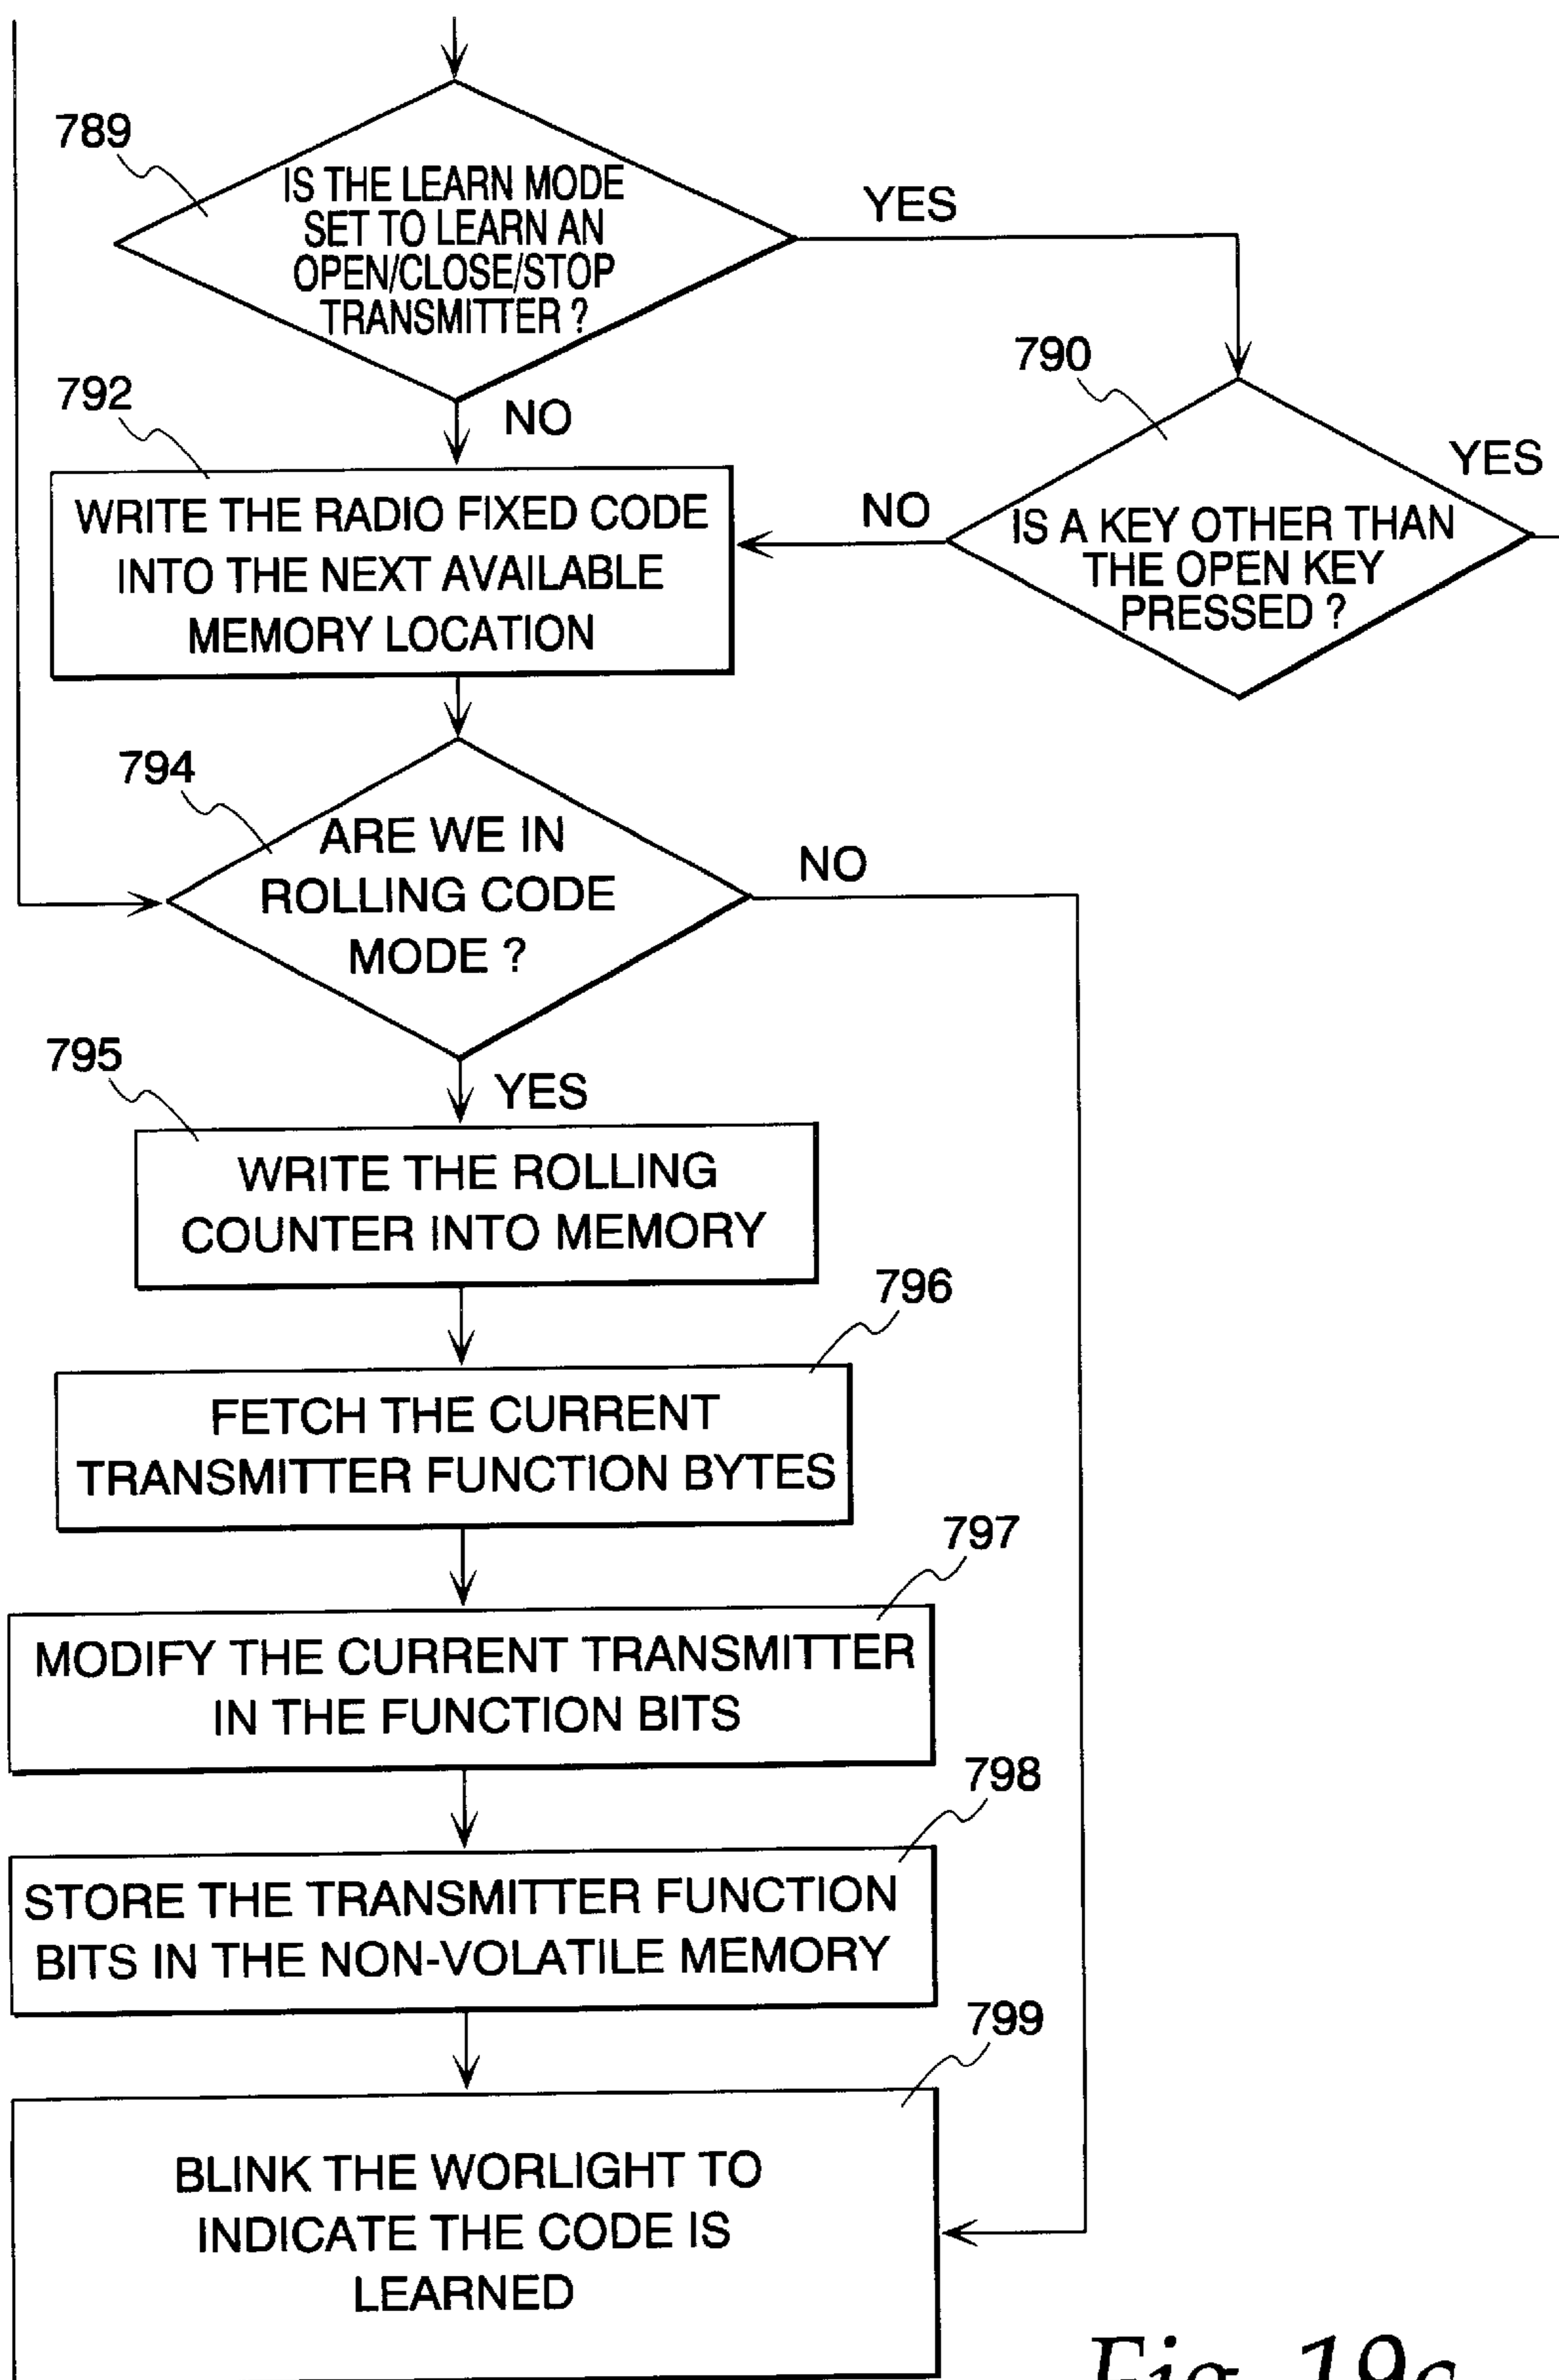 789
IS THE LEARN MODE
SET TO LEARN AN
OPEN/CLOSE/STOP
TRANSMITTER ?
YES
NO
790
IS A KEY OTHER THAN
THE OPEN KEY
PRESSED ?
YES
NO
792
WRITE THE RADIO FIXED CODE
INTO THE NEXT AVAILABLE
MEMORY LOCATION
794
ARE WE IN
ROLLING CODE
MODE ?
NO
YES
795
WRITE THE ROLLING
COUNTER INTO MEMORY
796
FETCH THE CURRENT
TRANSMITTER FUNCTION BYTES
797
MODIFY THE CURRENT TRANSMITTER
IN THE FUNCTION BITS
798
STORE THE TRANSMITTER FUNCTION
BITS IN THE NON-VOLATILE MEMORY
799
BLINK THE WORLIGHT TO
INDICATE THE CODE IS
LEARNED
Fig. 19c